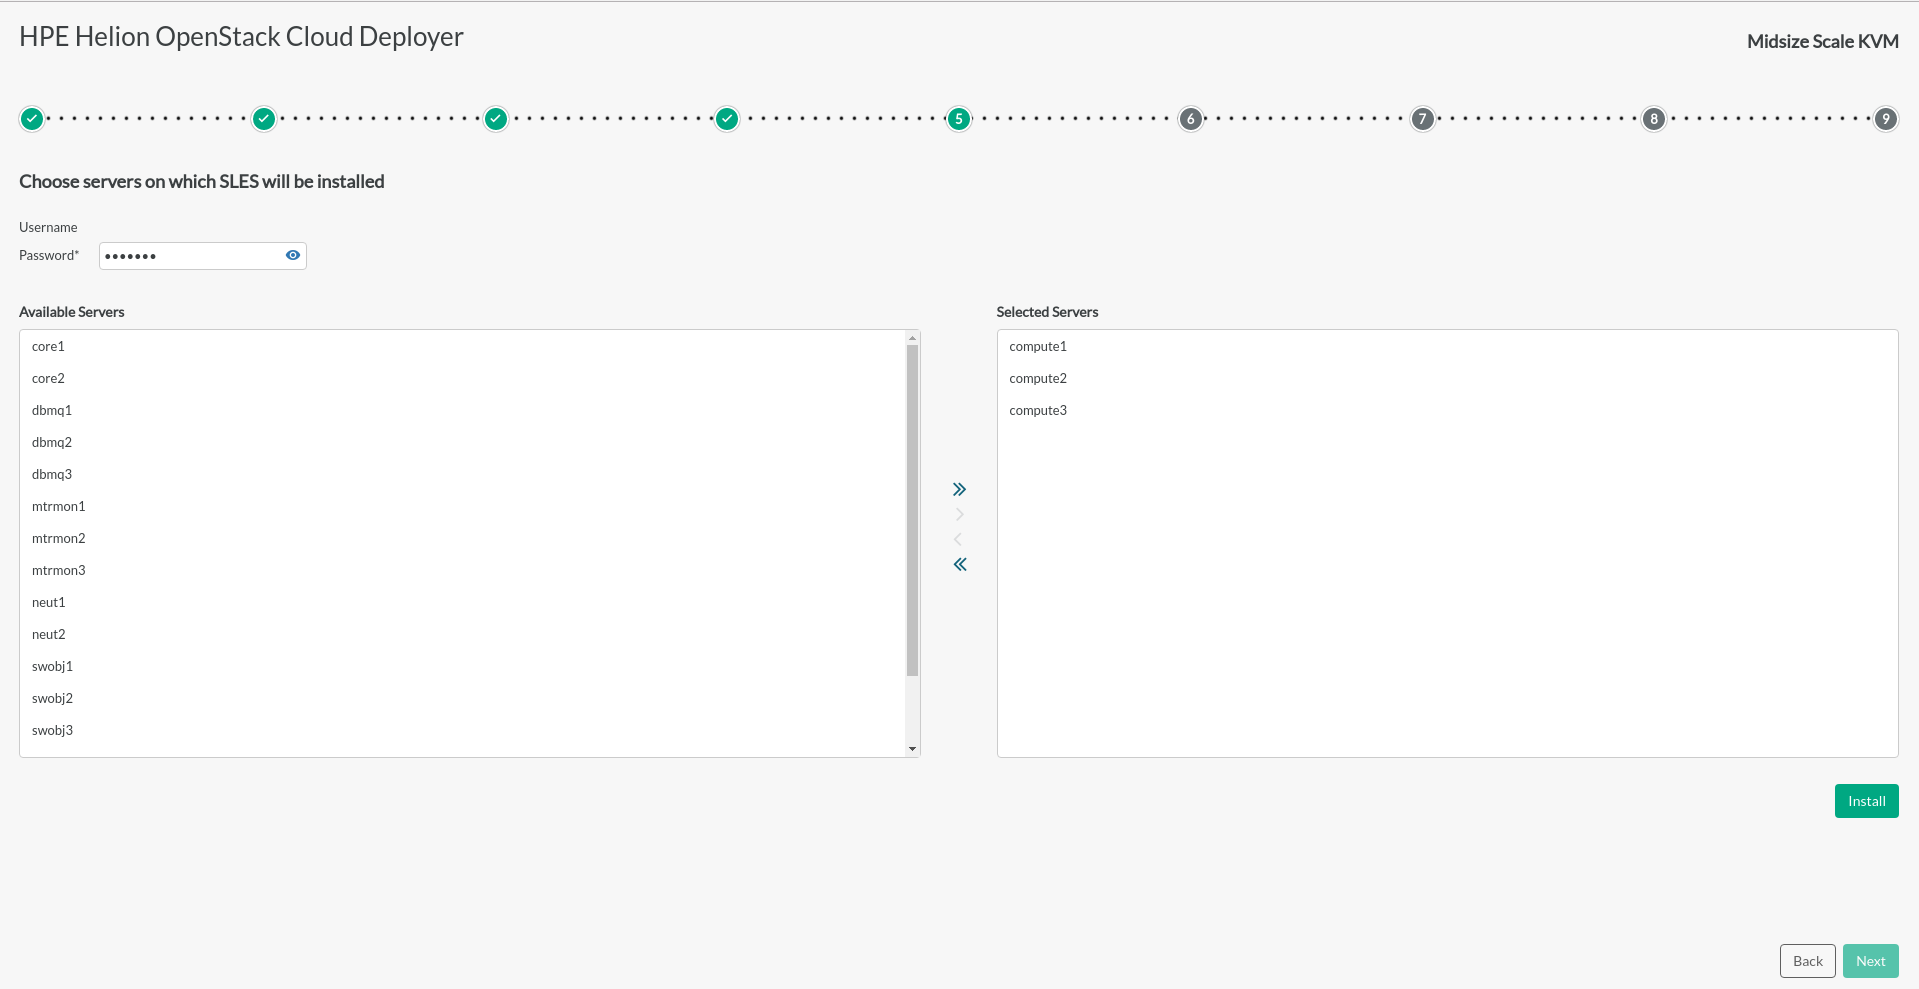 HPE Helion OpenStack Cloud Deployer
Midsize Scale KVM
5
6
7
8
9
Choose servers on which SLES will be installed
Username
Password*
Available Servers
core1
core2
dbmq1
dbmq2
dbmq3
mtrmon1
mtrmon2
mtrmon3
neut1
neut2
swobj1
swobj2
swobj3
Selected Servers
compute1
compute2
compute3
Install
Back
Next